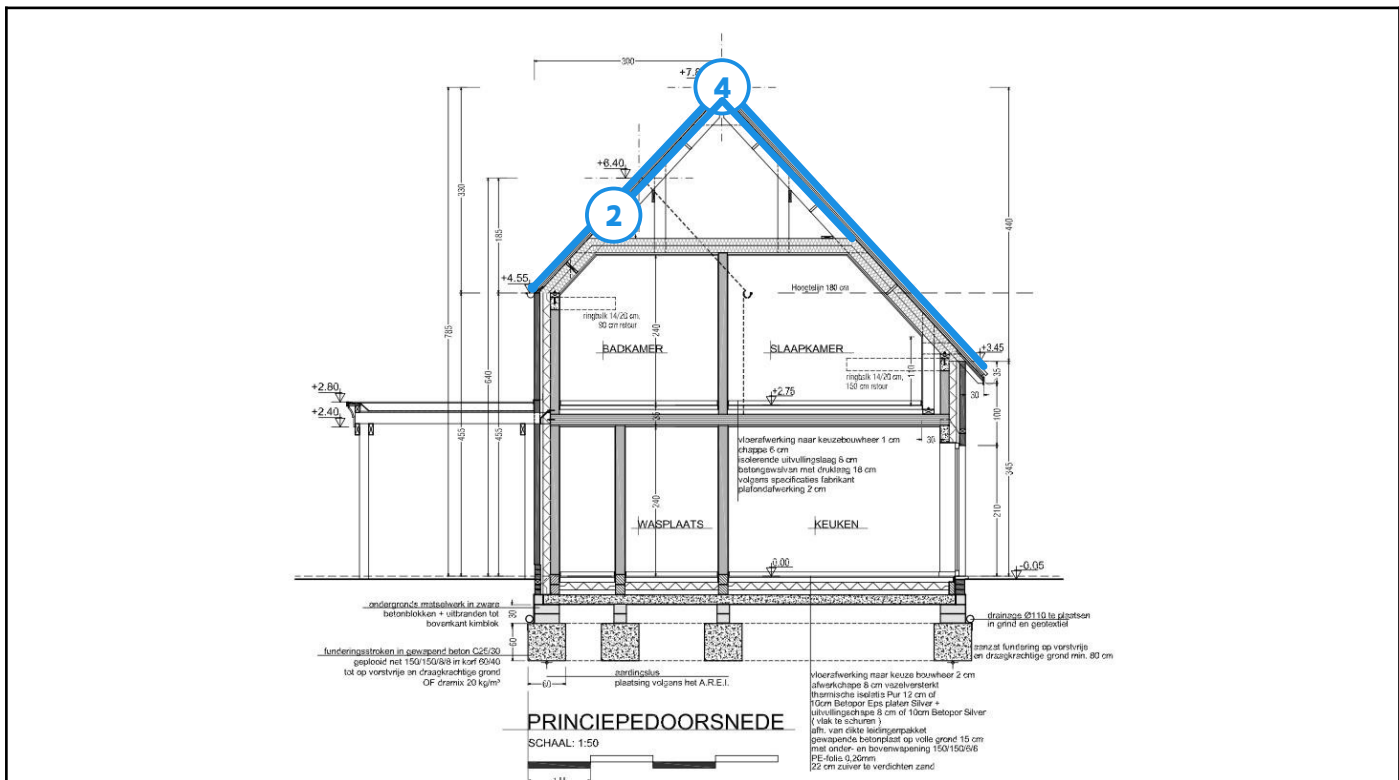 300
+7.8
4
+6.40
2
330
185
440
+4.55
Hoogtelijn 180 cm
ringbalk 14/20 cm,
90 cm retour
240
785
BADKAMER
SLAAPKAMER
+3.45
ringbalk 14/20 cm,
150 cm retour
35
30
640
+2.80
+2.75
+2.40
100
455
455
35
30
345
vloerafwerking naar keuzebouwheer 1 cm
chappe 6 cm
isolerende uitvullingslaag 8 cm
betongewelven met druklaag 18 cm
volgens specificaties fabrikant
plafondafwerking 2 cm
240
210
WASPLAATS
KEUKEN
0.00
-0.05
ondergronds metselwerk in zware
betonblokken + uitbranden tot
bovenkant kimblok
30
drainage Ø110 te plaatsen
in grind en geotextiel
60
funderingsstroken in gewapend beton C25/30
geplooid net 150/150/8/8 in korf 60/40
tot op vorstvrije en draagkrachtige grond
OF dramix 20 kg/m³
aanzet fundering op vorstvrije
en draagkrachtige grond min. 80 cm
60
aardingslus
plaatsing volgens het A.R.E.I.
vloerafwerking naar keuze bouwheer 2 cm
afwerkchape 8 cm vezelversterkt
thermische isolatie Pur 12 cm of
10cm Betopor Eps platen Silver +
uitvullingschape 8 cm of 10cm Betopor Silver
( vlak te schuren )
afh. van dikte leidingenpakket
gewapende betonplaat op volle grond 15 cm
met onder- en bovenwapening 150/150/6/6
PE-folie 0,20mm
22 cm zuiver te verdichten zand
PRINCIPEDOORSNEDE
SCHAAL: 1:50